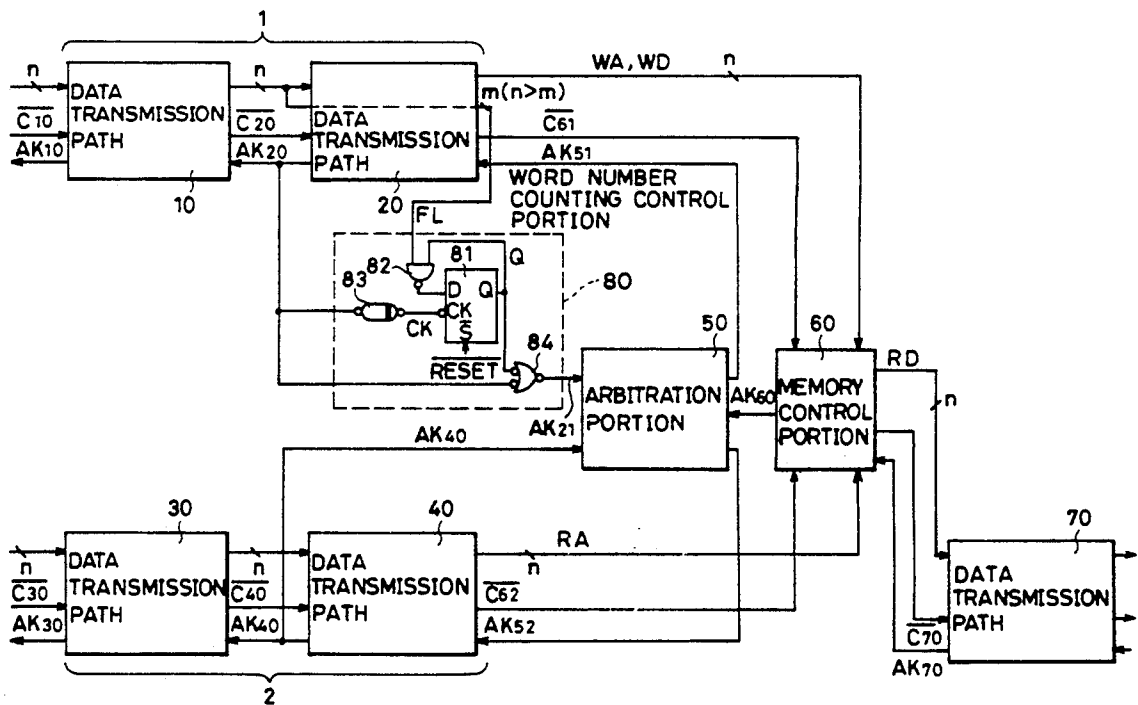 1
n
DATA
TRANSMISSION
PATH
C10
AK10
10
n
C20
AK20
DATA
TRANSMISSION
PATH
20
WA, WD
n
m(n>m)
C61
AK51
WORD NUMBER
COUNTING CONTROL
PORTION
FL
82
81
Q
D
Q
CK
S
83
CK
RESET
84
80
AK21
50
ARBITRATION
PORTION
AK60
60
MEMORY
CONTROL
PORTION
RD
n
AK40
30
n
DATA
TRANSMISSION
PATH
C30
AK30
n
C40
AK40
40
DATA
TRANSMISSION
PATH
RA
n
C62
AK52
2
70
DATA
TRANSMISSION
PATH
C70
AK70